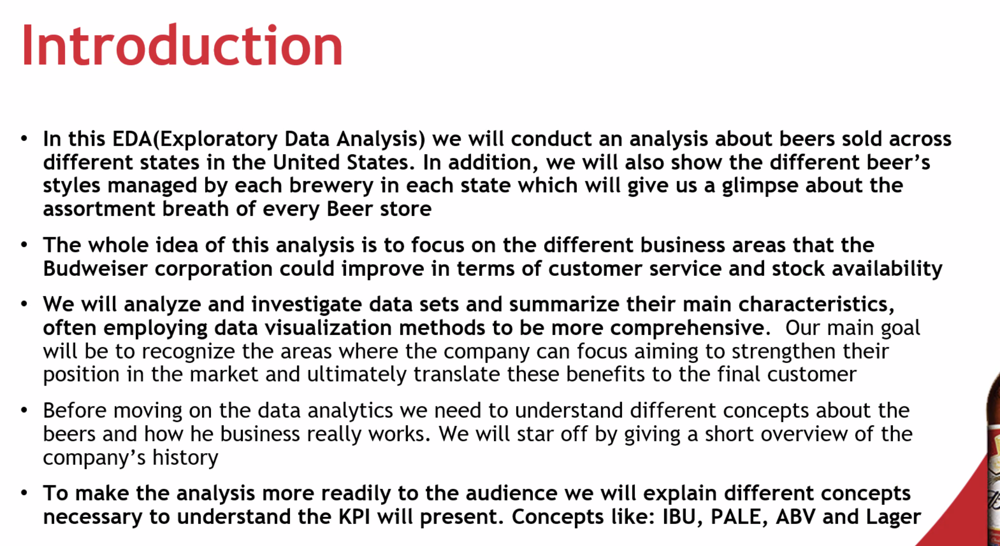 Introduction
• In this EDA(Exploratory Data Analysis) we will conduct an analysis about beers sold across
different states in the United States. In addition, we will also show the different beer’s
styles managed by each brewery in each state which will give us a glimpse about the
assortment breath of every Beer store
• The whole idea of this analysis is to focus on the different business areas that the
Budweiser corporation could improve in terms of customer service and stock availability
• We will analyze and investigate data sets and summarize their main characteristics,
often employing data visualization methods to be more comprehensive.  Our main goal
will be to recognize the areas where the company can focus aiming to strengthen their
position in the market and ultimately translate these benefits to the final customer
• Before moving on the data analytics we need to understand different concepts about the
beers and how he business really works. We will star off by giving a short overview of the
company’s history
• To make the analysis more readily to the audience we will explain different concepts
necessary to understand the KPI will present. Concepts like: IBU, PALE, ABV and Lager